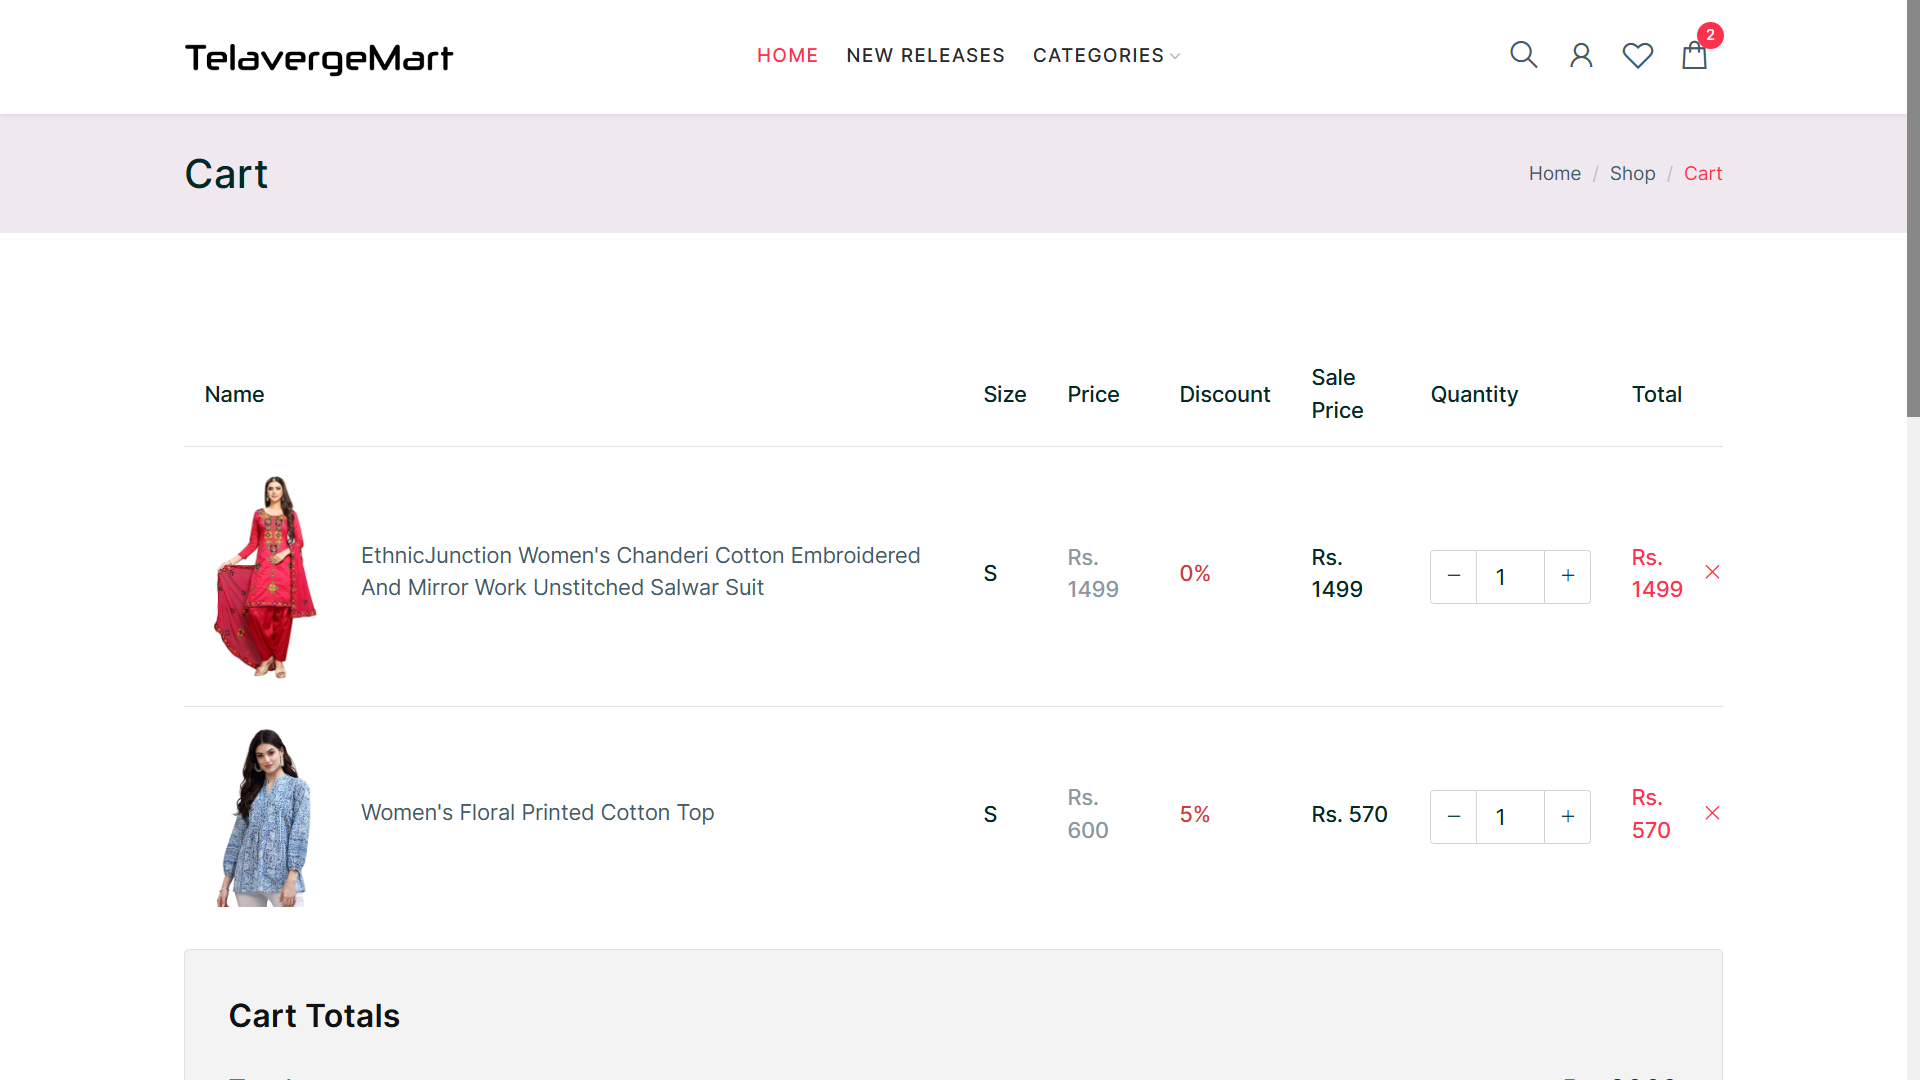 TelavergeMart
HOME NEW RELEASES CATEGORIES
2
Cart
Home / Shop / Cart
Name Size Price Discount Sale Price Quantity Total
EthnicJunction Women's Chanderi Cotton Embroidered
And Mirror Work Unstitched Salwar Suit
S
Rs.
1499
0%
Rs.
1499
− 1 +
Rs.
1499
Women's Floral Printed Cotton Top
S
Rs.
600
5%
Rs. 570
− 1 +
Rs.
570
Cart Totals